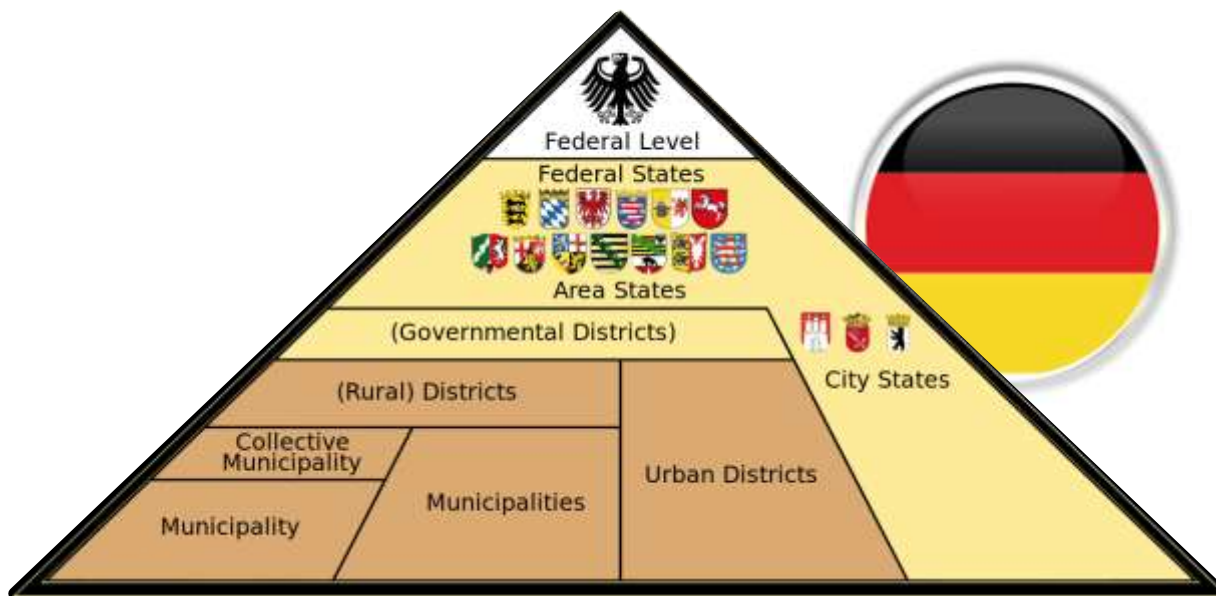 Federal Level
Federal States
Area States
(Governmental Districts)
City States
(Rural) Districts
Collective
Municipality
Urban Districts
Municipalities
Municipality